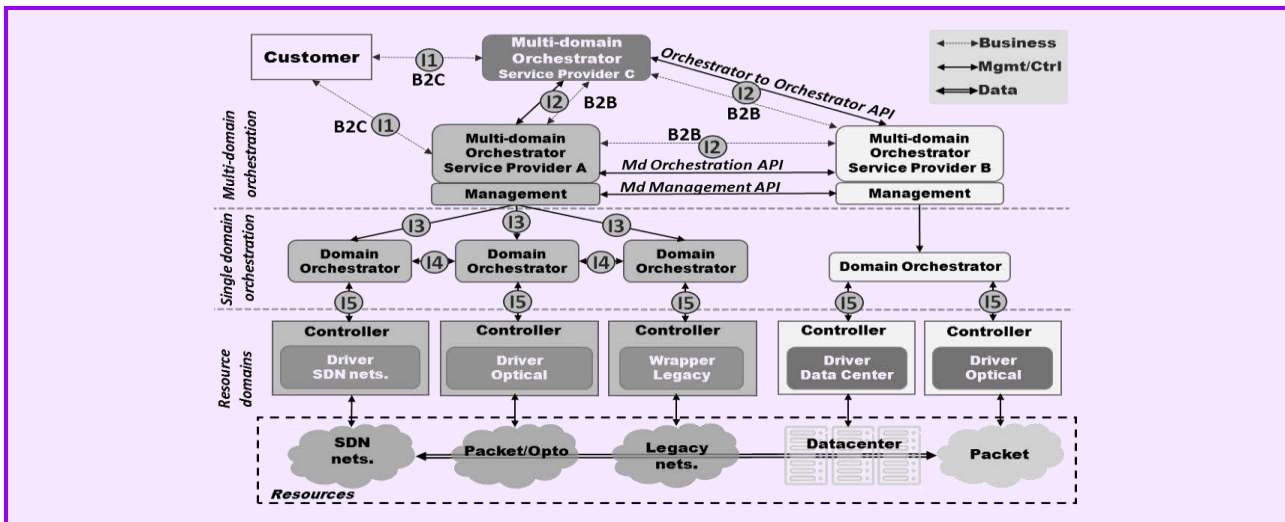 Customer
I1
B2C
Multi-domain
Orchestrator
Service Provider C
Orchestrator to Orchestrator API
Business
Mgmt/Ctrl
Data
I2
B2B
I2
B2B
B2C
I1
Multi-domain
orchestration
Multi-domain
Orchestrator
Service Provider A
Management
B2B
I2
Md Orchestration API
Md Management API
Multi-domain
Orchestrator
Service Provider B
Management
Single domain
orchestration
I3
I3
I3
Domain
Orchestrator
I4
Domain
Orchestrator
I4
Domain
Orchestrator
Domain Orchestrator
I5
I5
I5
I5
I5
Resource
domains
Controller
Driver
SDN nets.
Controller
Driver
Optical
Controller
Wrapper
Legacy
Controller
Driver
Data Center
Controller
Driver
Optical
SDN
nets.
Packet/Opto
Legacy
nets.
Datacenter
Packet
Resources